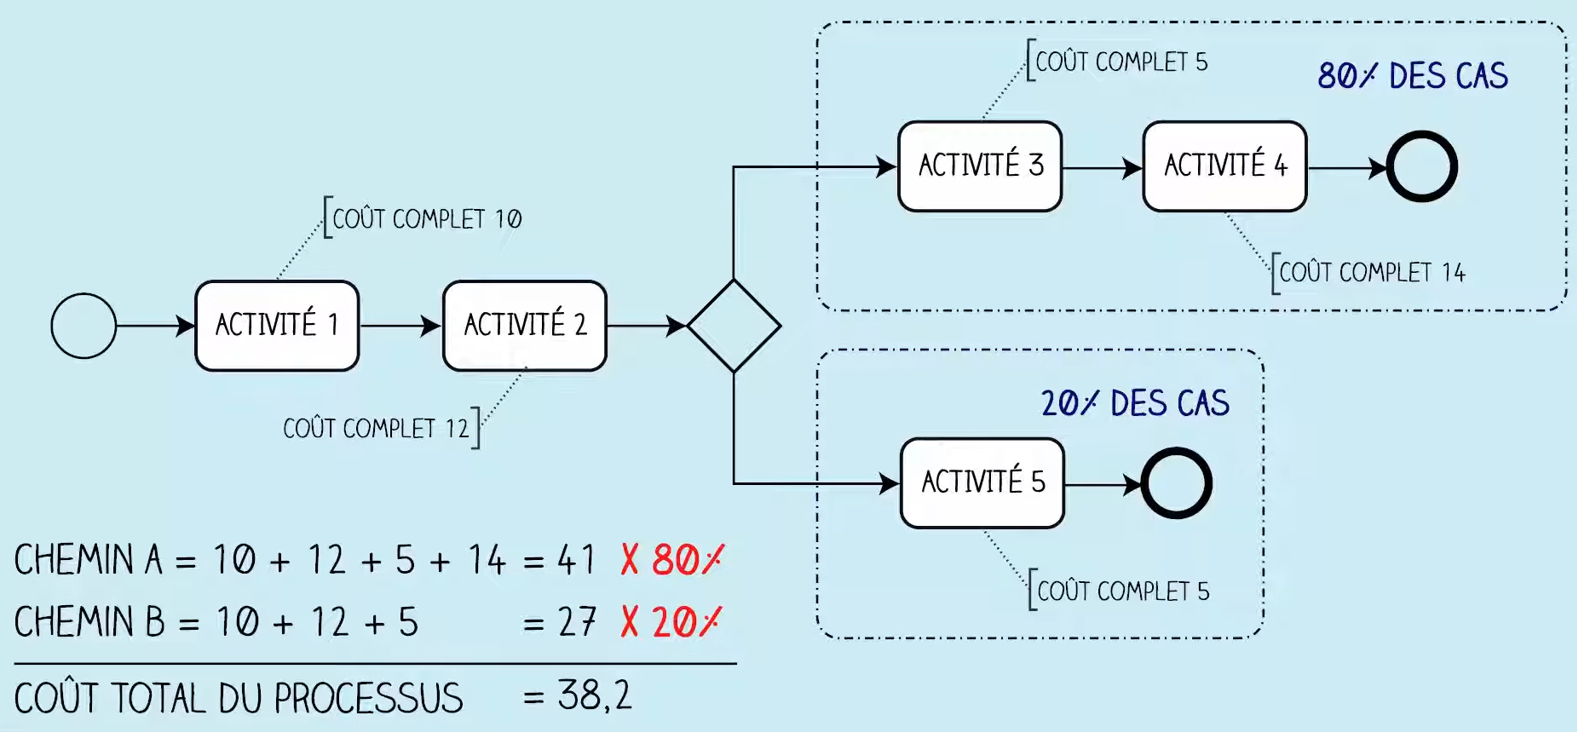 COÛT COMPLET 5
80% DES CAS
ACTIVITÉ 3
ACTIVITÉ 4
COÛT COMPLET 10
COÛT COMPLET 14
ACTIVITÉ 1
ACTIVITÉ 2
20% DES CAS
COÛT COMPLET 12
ACTIVITÉ 5
COÛT COMPLET 5
CHEMIN A = 10 + 12 + 5 + 14 = 41 X 80%
CHEMIN B = 10 + 12 + 5 = 27 X 20%
COÛT TOTAL DU PROCESSUS = 38,2